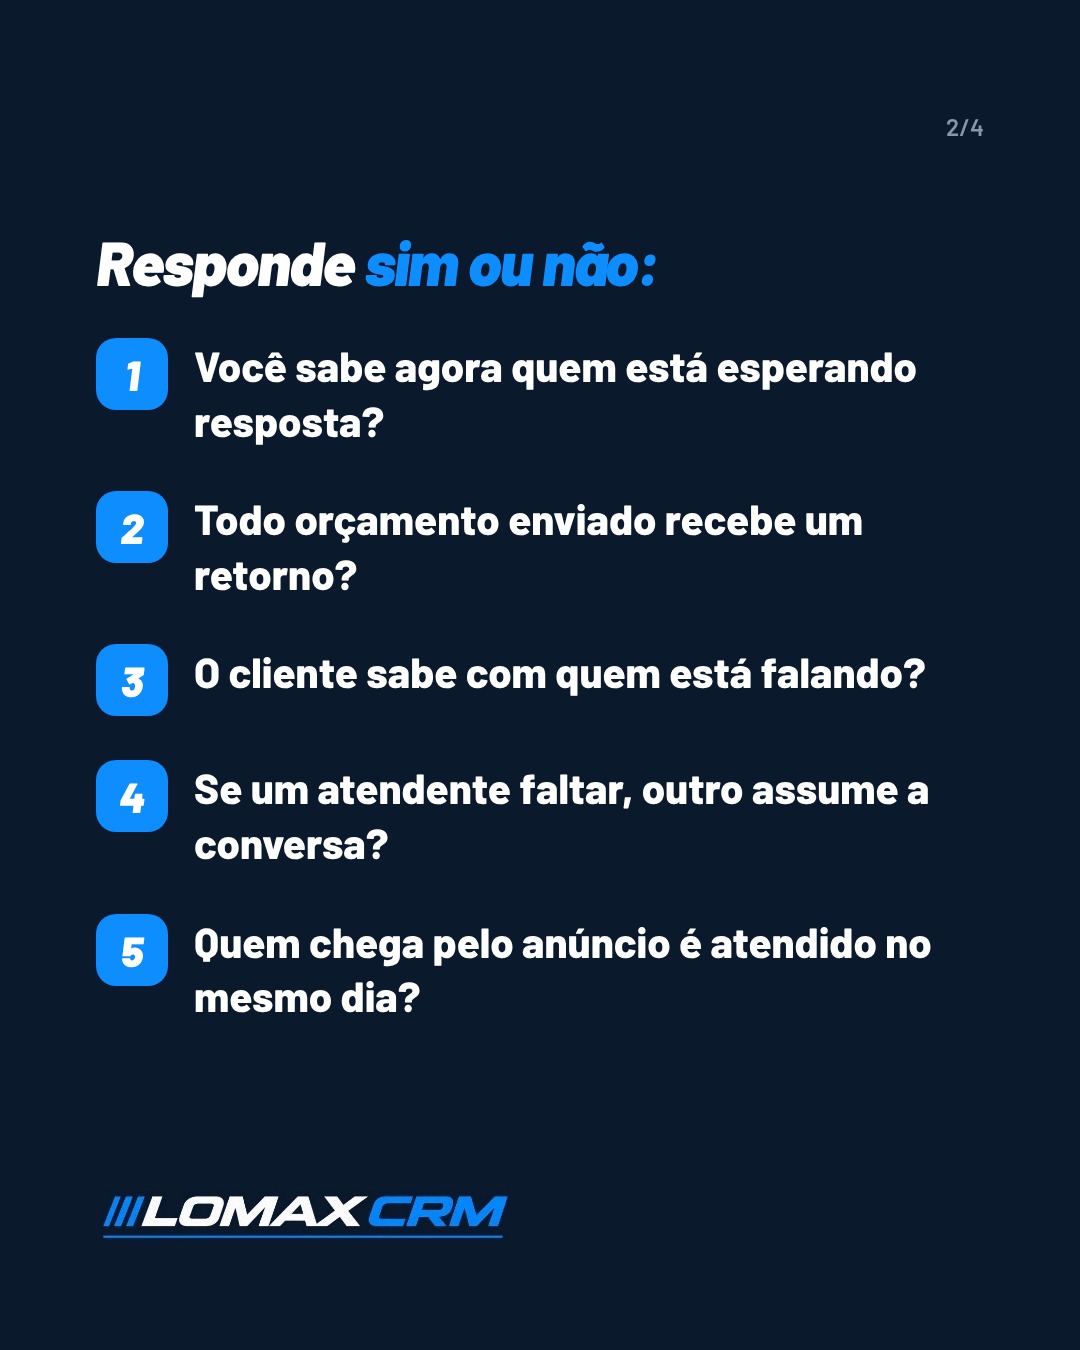 2/4
Responde sim ou não:
1
Você sabe agora quem está esperando
resposta?
2
Todo orçamento enviado recebe um
retorno?
3
O cliente sabe com quem está falando?
4
Se um atendente faltar, outro assume a
conversa?
5
Quem chega pelo anúncio é atendido no
mesmo dia?
LOMAX CRM